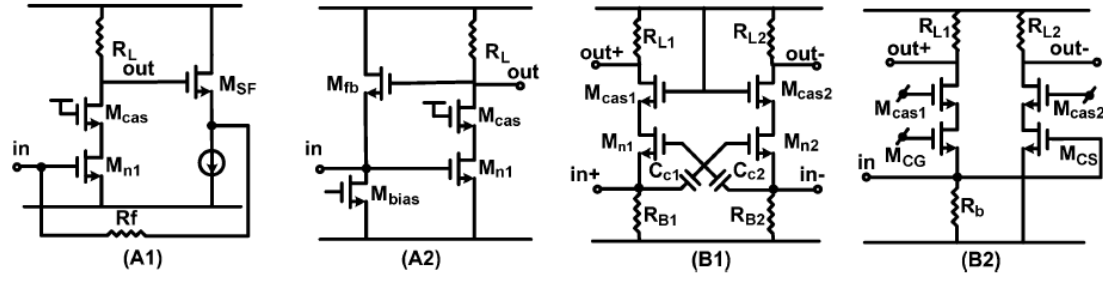 R_L
out
M_SF
M_cas
in
M_n1
Rf
(A1)
R_L
M_fb
out
M_cas
in
M_n1
M_bias
(A2)
R_L1
R_L2
out+
out-
M_cas1
M_cas2
M_n1
M_n2
C_c1
C_c2
in+
in-
R_B1
R_B2
(B1)
R_L1
R_L2
out+
out-
M_cas1
M_cas2
M_CG
M_CS
in
R_b
(B2)